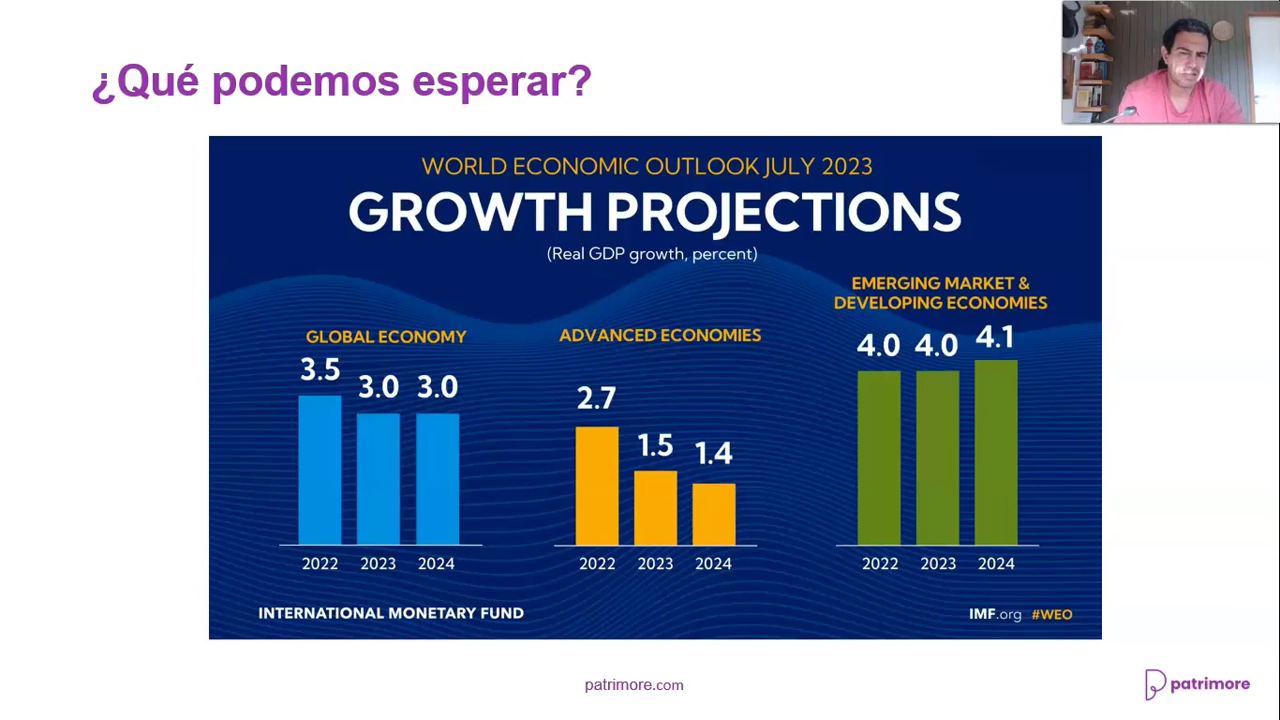 ¿Qué podemos esperar?
WORLD ECONOMIC OUTLOOK JULY 2023
GROWTH PROJECTIONS
(Real GDP growth, percent)
GLOBAL ECONOMY
3.5 3.0 3.0
2022 2023 2024
ADVANCED ECONOMIES
2.7 1.5 1.4
2022 2023 2024
EMERGING MARKET &
DEVELOPING ECONOMIES
4.0 4.0 4.1
2022 2023 2024
INTERNATIONAL MONETARY FUND
IMF.org #WEO
patrimore.com
patrimore